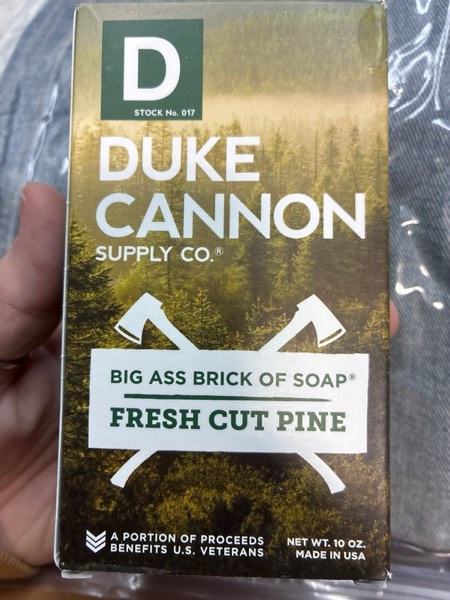 D
STOCK No. 017
DUKE
CANNON
SUPPLY CO.®
BIG ASS BRICK OF SOAP®
FRESH CUT PINE
A PORTION OF PROCEEDS
BENEFITS U.S. VETERANS
NET WT. 10 OZ.
MADE IN USA